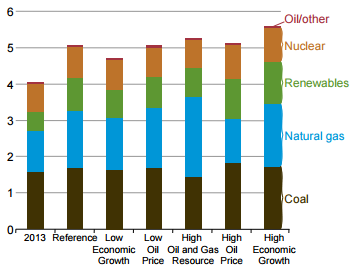 6
Oil/other
Nuclear
5
4
Renewables
3
Natural gas
2
1
Coal
0
2013 Reference Low Low High High High
Economic Oil Oil and Gas Oil Economic
Growth Price Resource Price Growth